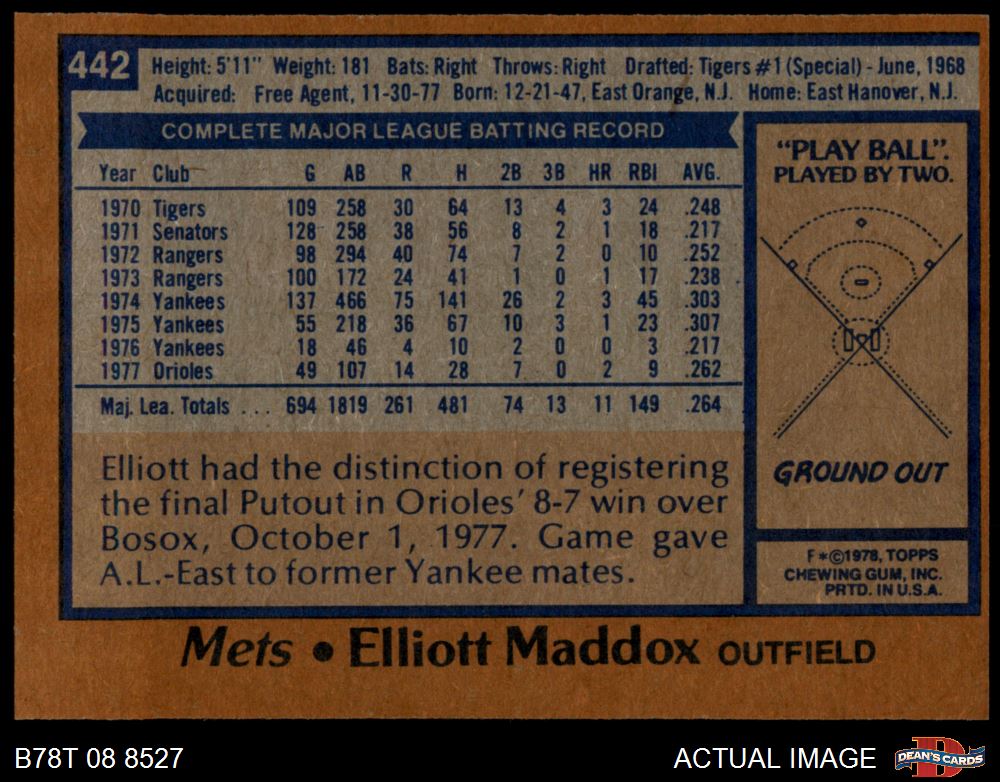 442
Height: 5'11" Weight: 181 Bats: Right Throws: Right Drafted: Tigers #1 (Special) - June, 1968
Acquired: Free Agent, 11-30-77 Born: 12-21-47, East Orange, N.J. Home: East Hanover, N.J.
COMPLETE MAJOR LEAGUE BATTING RECORD
Year Club G AB R H 2B 3B HR RBI AVG.
1970 Tigers 109 258 30 64 13 4 3 24 .248
1971 Senators 128 258 38 56 8 2 1 18 .217
1972 Rangers 98 294 40 74 7 2 0 10 .252
1973 Rangers 100 172 24 41 1 0 1 17 .238
1974 Yankees 137 466 75 141 26 2 3 45 .303
1975 Yankees 55 218 36 67 10 3 1 23 .307
1976 Yankees 18 46 4 10 2 0 0 3 .217
1977 Orioles 49 107 14 28 7 0 2 9 .262
Maj. Lea. Totals ... 694 1819 261 481 74 13 11 149 .264
Elliott had the distinction of registering
the final Putout in Orioles' 8-7 win over
Bosox, October 1, 1977. Game gave
A.L.-East to former Yankee mates.
"PLAY BALL".
PLAYED BY TWO.
GROUND OUT
F*©1978, TOPPS
CHEWING GUM, INC.
PRTD. IN U.S.A.
Mets • Elliott Maddox OUTFIELD
B78T 08 8527
ACTUAL IMAGE
D
DEAN'S CARDS